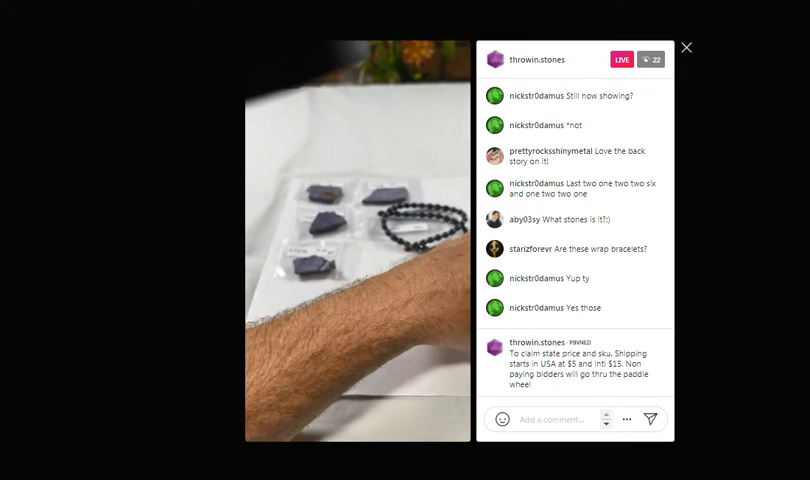 throwin.stones
LIVE
22
nickstr0damus Still now showing?
nickstr0damus *not
prettyrocksshinymetal Love the back
story on it!
nickstr0damus Last two one two two six
and one two two one
aby03sy What stones is it?:)
starizforevr Are these wrap bracelets?
nickstr0damus Yup ty
nickstr0damus Yes those
throwin.stones · PINNED
To claim state price and sku. Shipping
starts in USA at $5 and intl $15. Non
paying bidders will go thru the paddle
wheel
Add a comment...